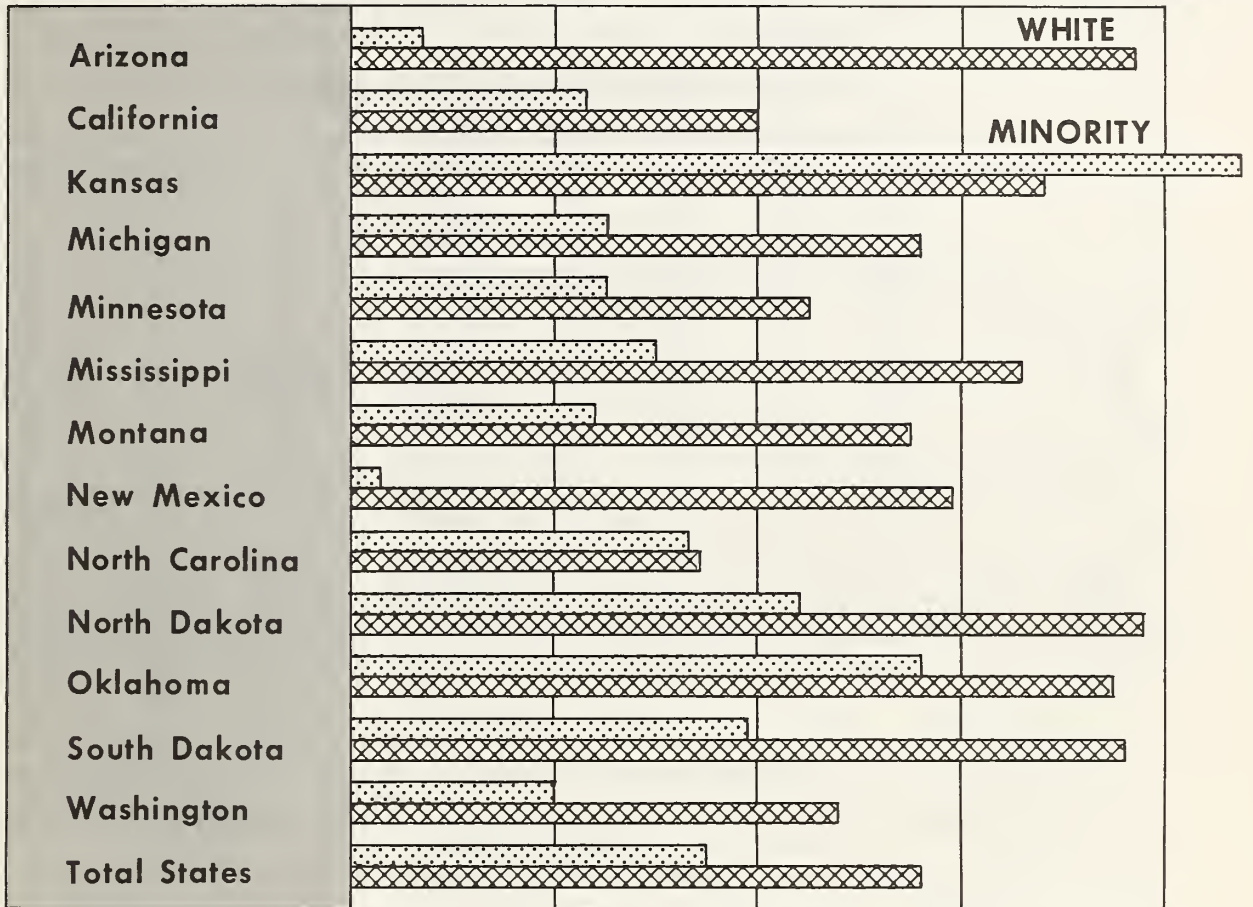 WHITE
Arizona
California
MINORITY
Kansas
Michigan
Minnesota
Mississippi
Montana
New Mexico
North Carolina
North Dakota
Oklahoma
South Dakota
Washington
Total States